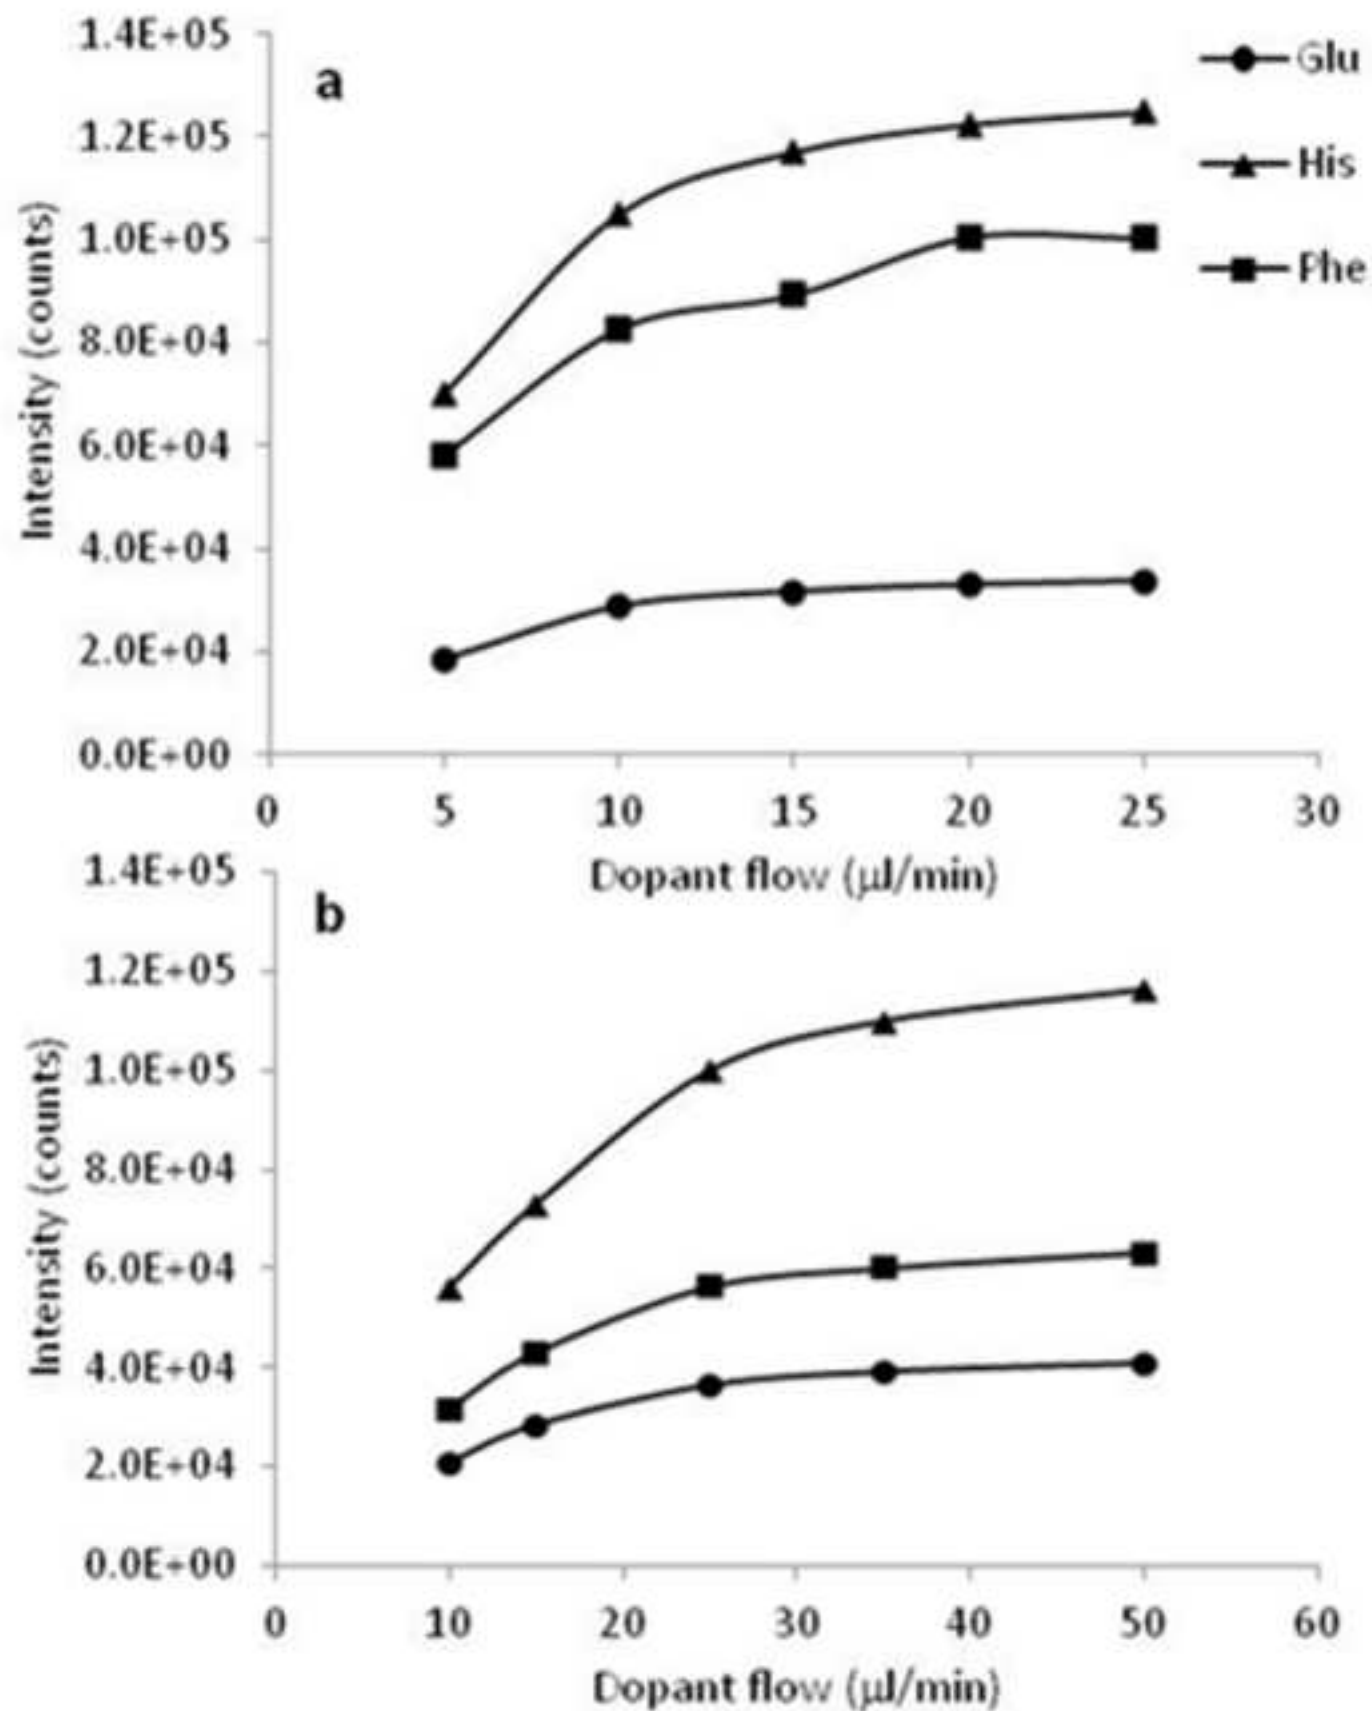 1.4E+05
a
Glu
1.2E+05
His
1.0E+05
Phe
8.0E+04
6.0E+04
4.0E+04
2.0E+04
0.0E+00
Intensity (counts)
0 5 10 15 20 25 30
Dopant flow (µl/min)
1.4E+05
b
1.2E+05
1.0E+05
8.0E+04
6.0E+04
4.0E+04
2.0E+04
0.0E+00
Intensity (counts)
0 10 20 30 40 50 60
Dopant flow (µl/min)